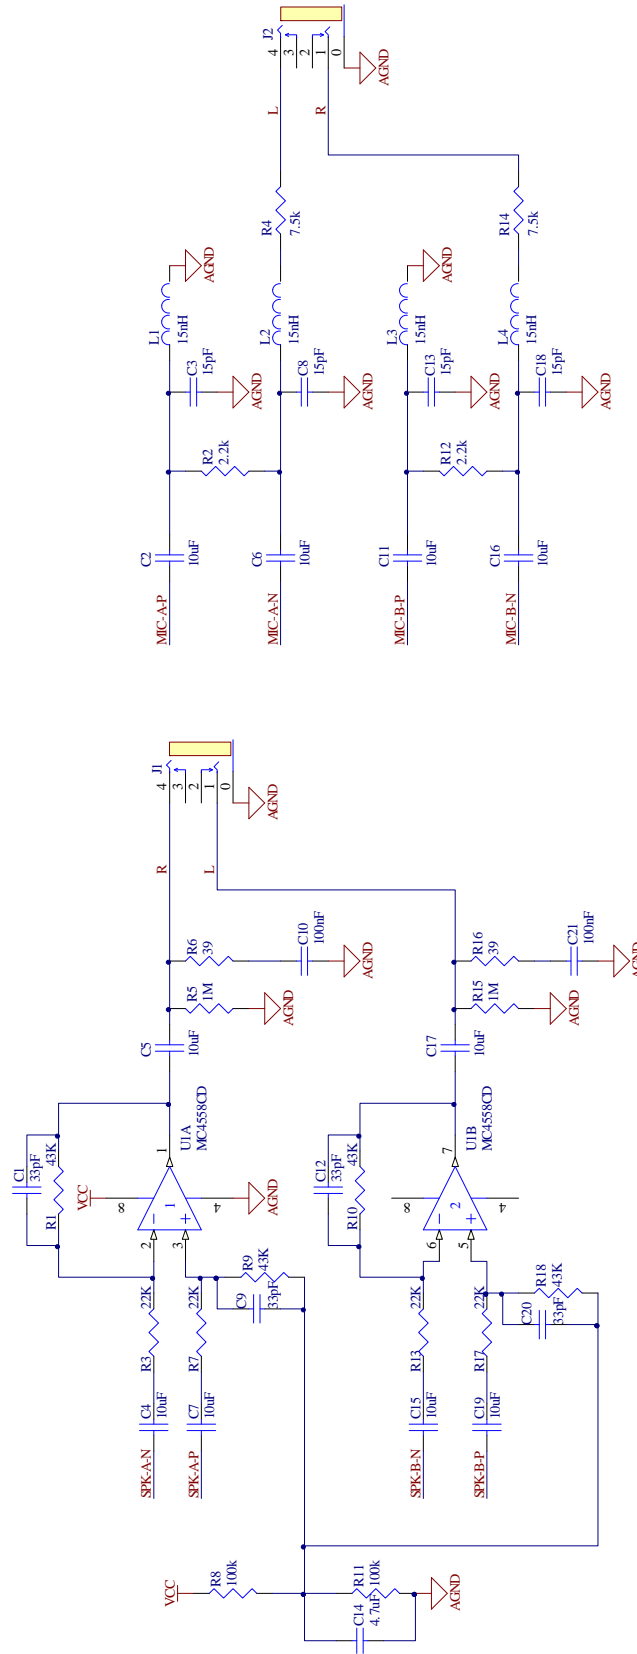 VCC
R8
100k
C14
4.7uF
R11
100k
AGND
SPK-A-N
C4
10uF
R3
22K
SPK-A-P
C7
10uF
R7
22K
C9
33pF
R9
43K
C1
33pF
R1
43K
VCC
8
2
3
1
1
4
AGND
U1A
MC4558CD
C5
10uF
R5
1M
AGND
R6
39
C10
100nF
AGND
R
L
J1
4
3
2
1
0
AGND
SPK-B-N
C15
10uF
R13
22K
SPK-B-P
C19
10uF
R17
22K
C20
33pF
R18
43K
C12
33pF
R10
43K
8
6
5
2
7
4
U1B
MC4558CD
C17
10uF
R15
1M
AGND
R16
39
C21
100nF
AGND
MIC-A-P
C2
10uF
R2
2.2k
C3
15pF
AGND
L1
15nH
AGND
MIC-A-N
C6
10uF
C8
15pF
AGND
L2
15nH
R4
7.5k
L
R
J2
4
3
2
1
0
AGND
MIC-B-P
C11
10uF
R12
2.2k
C13
15pF
AGND
L3
15nH
AGND
MIC-B-N
C16
10uF
C18
15pF
AGND
L4
15nH
R14
7.5k